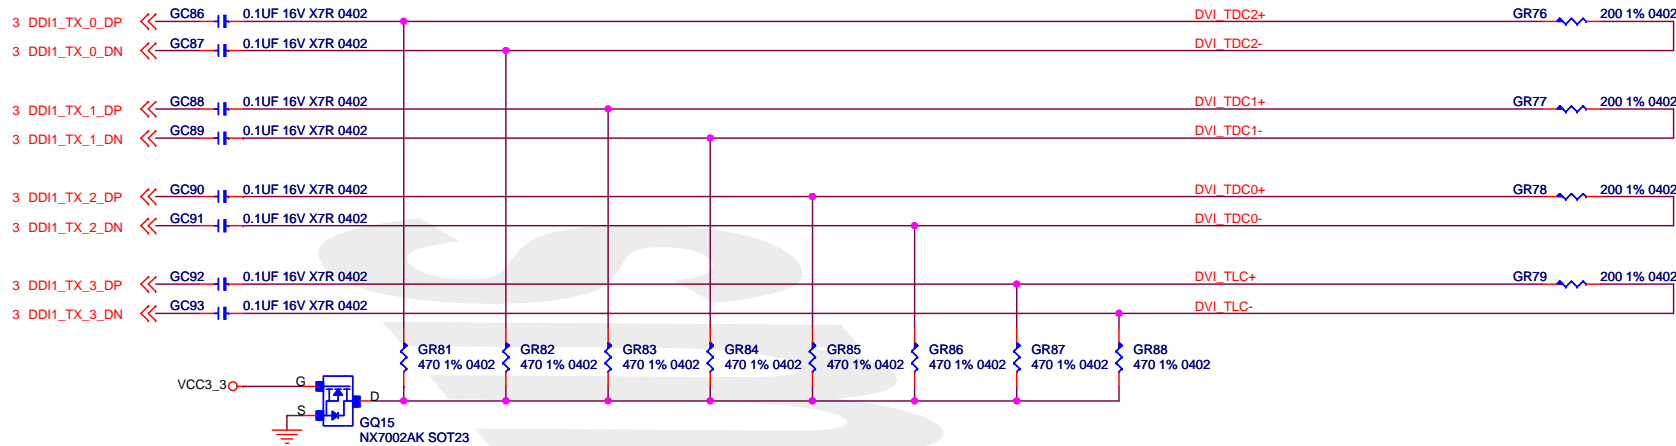 3 DDI1_TX_0_DP GC86 0.1UF 16V X7R 0402 DVI_TDC2+ GR76 200 1% 0402
3 DDI1_TX_0_DN GC87 0.1UF 16V X7R 0402 DVI_TDC2-
3 DDI1_TX_1_DP GC88 0.1UF 16V X7R 0402 DVI_TDC1+ GR77 200 1% 0402
3 DDI1_TX_1_DN GC89 0.1UF 16V X7R 0402 DVI_TDC1-
3 DDI1_TX_2_DP GC90 0.1UF 16V X7R 0402 DVI_TDC0+ GR78 200 1% 0402
3 DDI1_TX_2_DN GC91 0.1UF 16V X7R 0402 DVI_TDC0-
3 DDI1_TX_3_DP GC92 0.1UF 16V X7R 0402 DVI_TLC+ GR79 200 1% 0402
3 DDI1_TX_3_DN GC93 0.1UF 16V X7R 0402 DVI_TLC-
GR81 GR82 GR83 GR84 GR85 GR86 GR87 GR88
470 1% 0402 470 1% 0402 470 1% 0402 470 1% 0402 470 1% 0402 470 1% 0402 470 1% 0402 470 1% 0402
VCC3_3 G
D
S
GQ15
NX7002AK SOT23